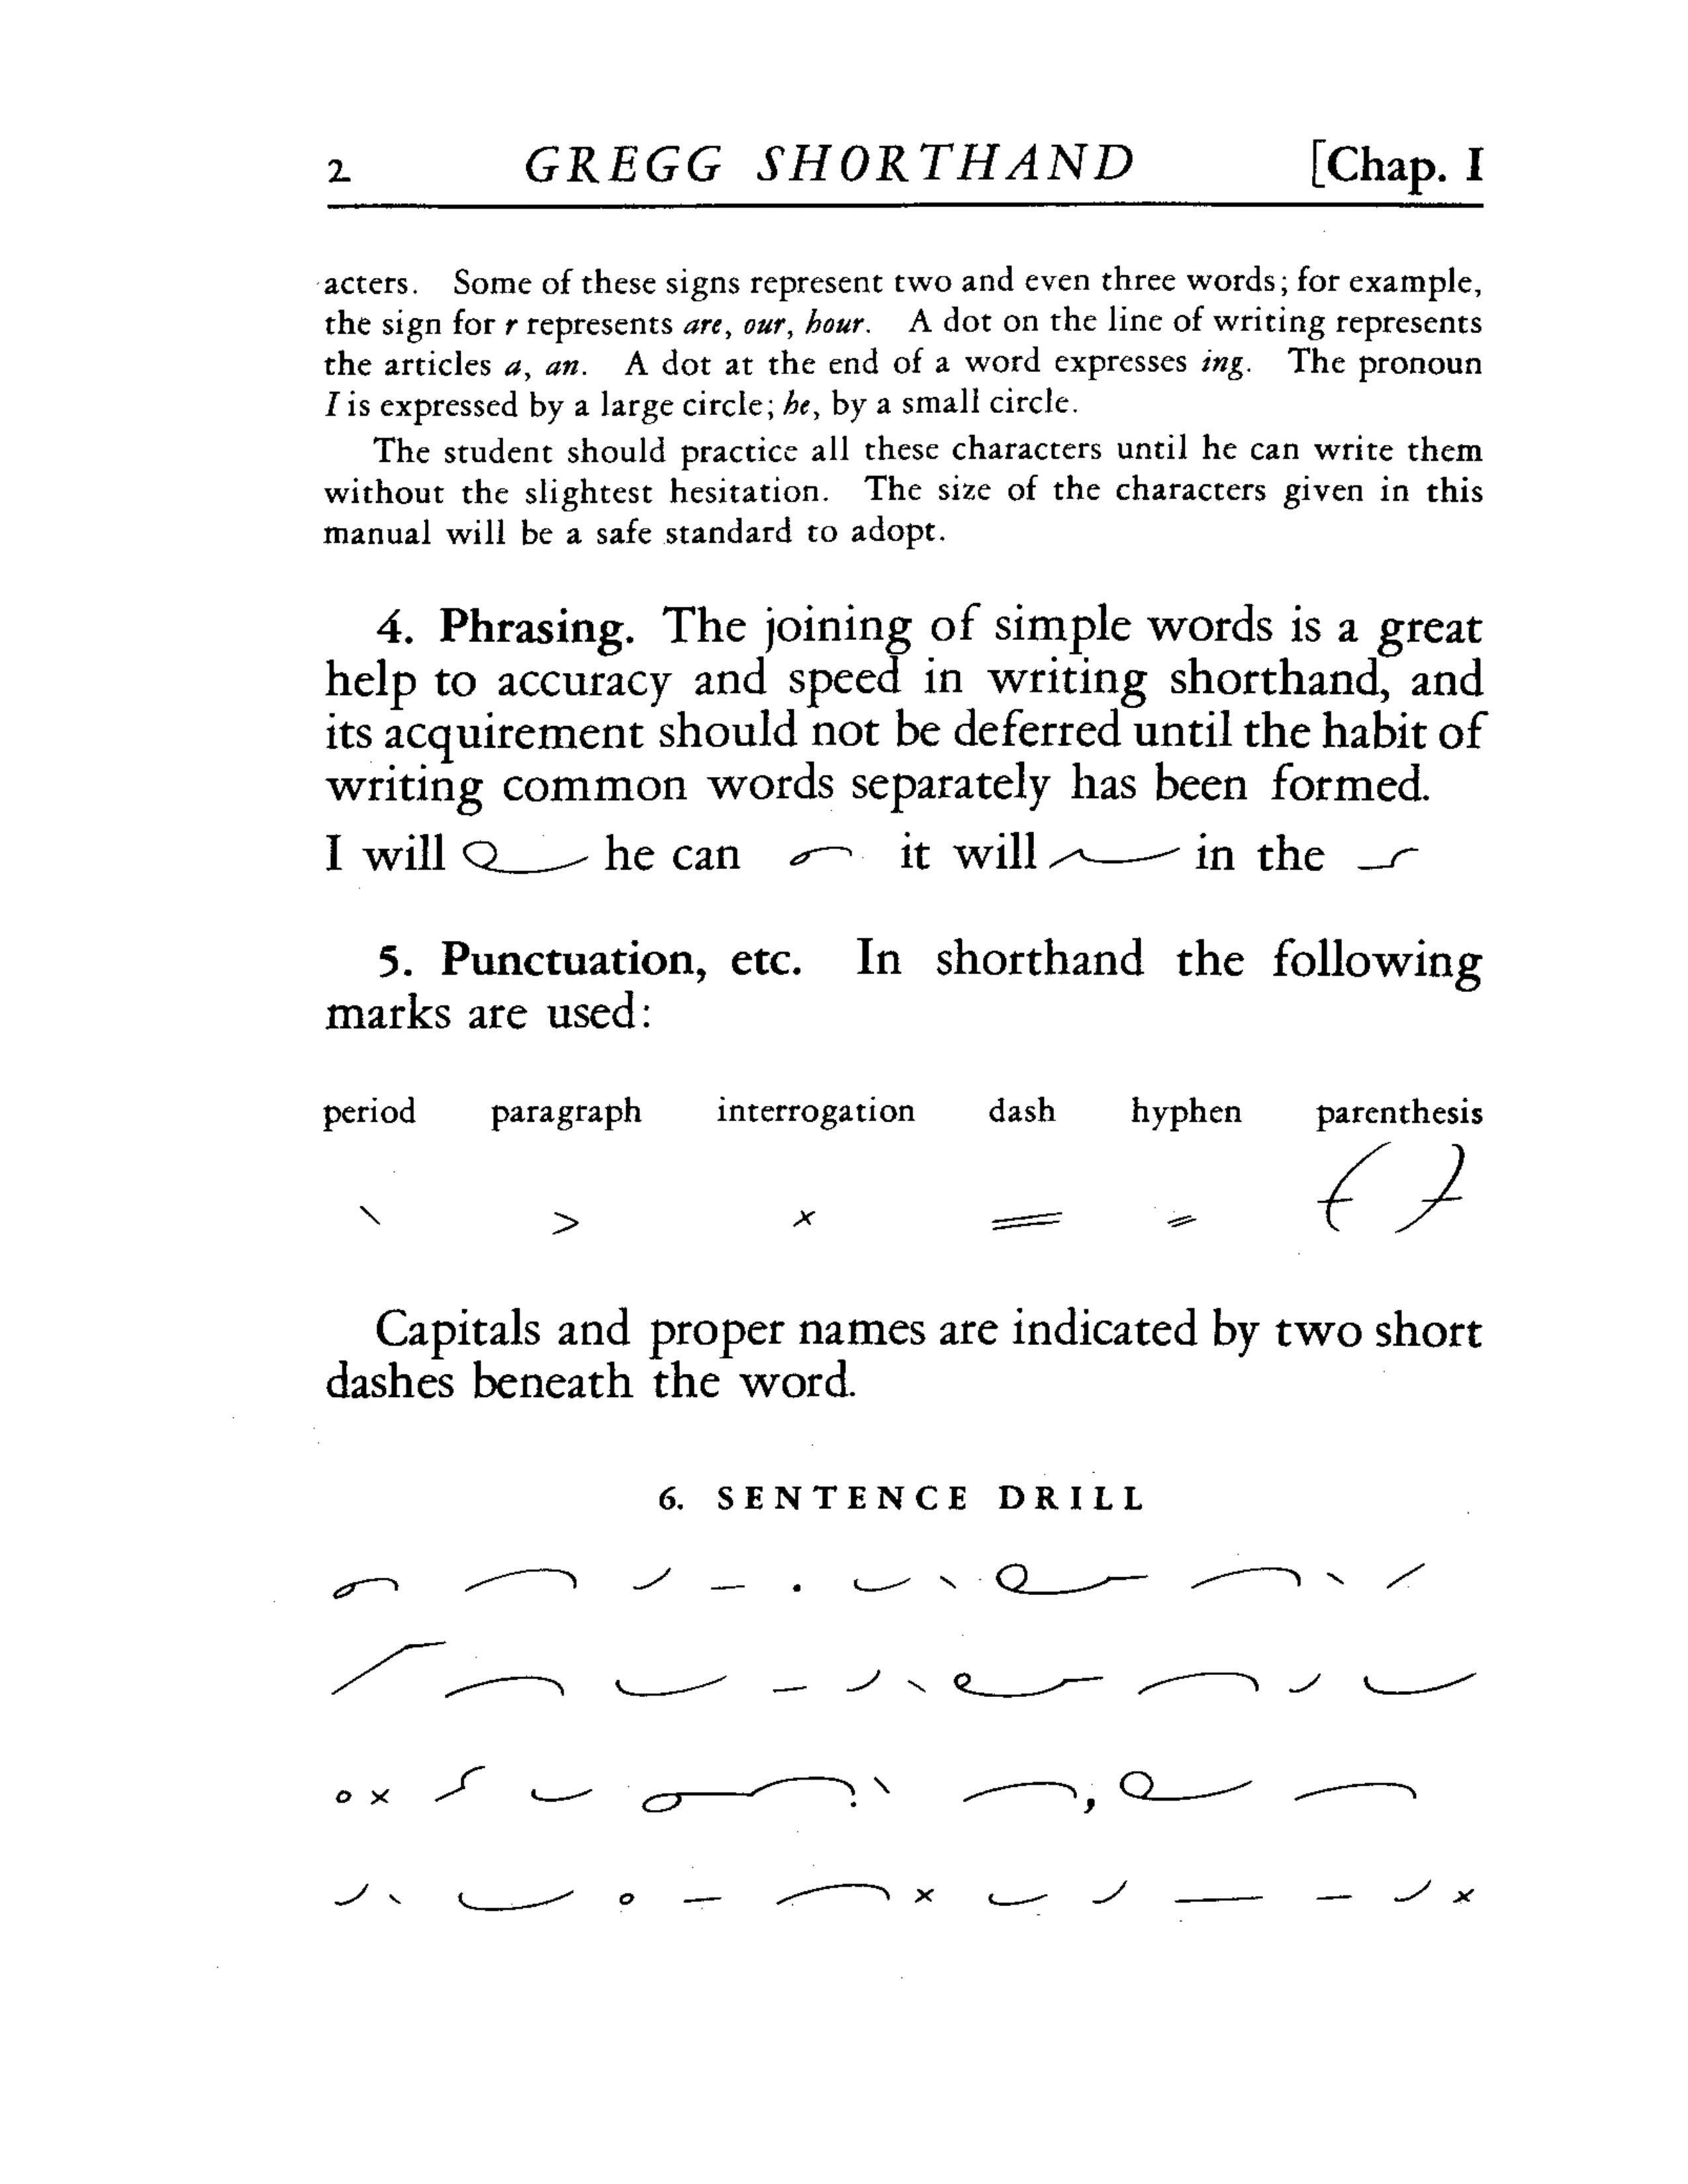 2 GREGG SHORTHAND [Chap. I
acters. Some of these signs represent two and even three words; for example,
the sign for r represents are, our, hour. A dot on the line of writing represents
the articles a, an. A dot at the end of a word expresses ing. The pronoun
I is expressed by a large circle; he, by a small circle.
The student should practice all these characters until he can write them
without the slightest hesitation. The size of the characters given in this
manual will be a safe standard to adopt.
4. Phrasing. The joining of simple words is a great
help to accuracy and speed in writing shorthand, and
its acquirement should not be deferred until the habit of
writing common words separately has been formed.
I will he can it will in the
5. Punctuation, etc. In shorthand the following
marks are used:
period paragraph interrogation dash hyphen parenthesis
Capitals and proper names are indicated by two short
dashes beneath the word.
6. SENTENCE DRILL